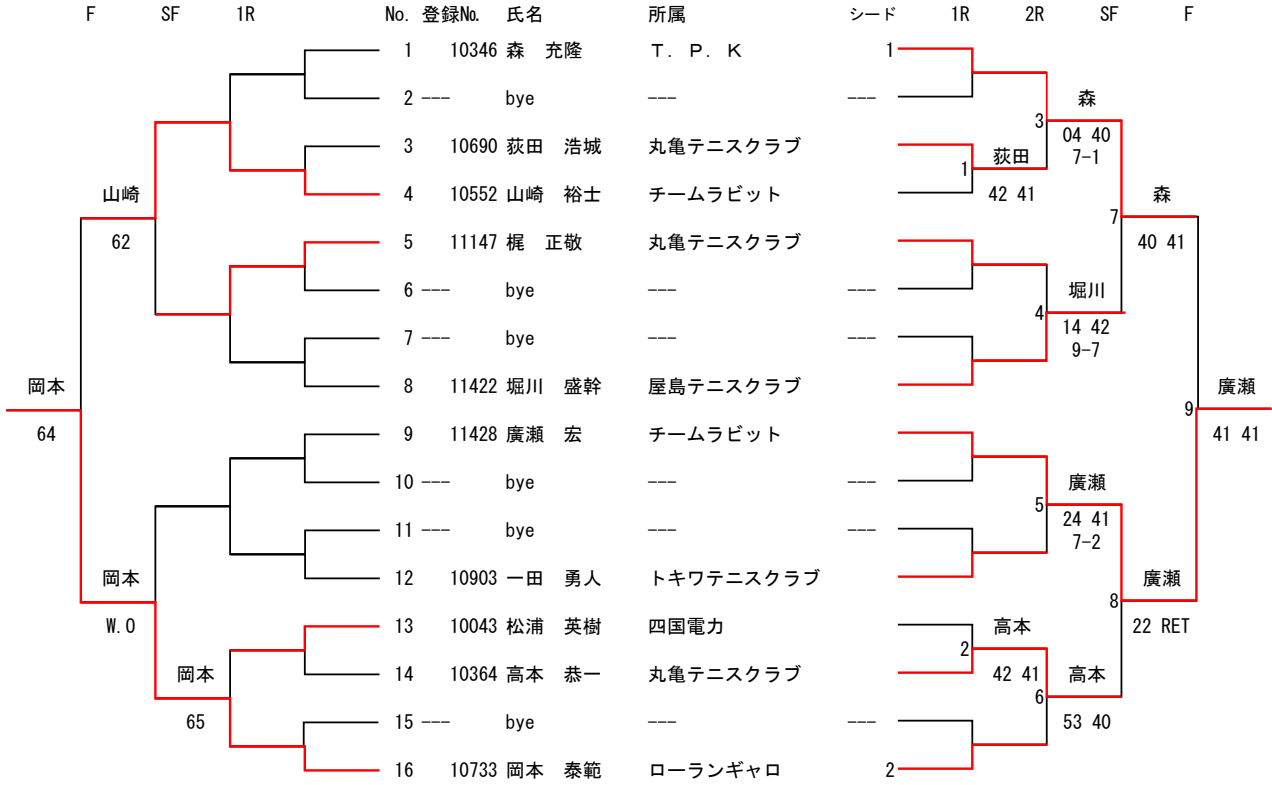 F SF 1R No. 登録No. 氏名 所属 シード 1R 2R SF F
1 10346 森 充隆 T.P.K 1
2 --- bye --- --- 森
3 04 40
3 10690 荻田 浩城 丸亀テニスクラブ 荻田 7-1
1
山崎 4 10552 山崎 裕士 チームラビット 42 41 森
7
62 5 11147 梶 正敬 丸亀テニスクラブ 40 41
6 --- bye --- --- 堀川
4 14 42
7 --- bye --- --- 9-7
岡本 8 11422 堀川 盛幹 屋島テニスクラブ 廣瀬
9
64 9 11428 廣瀬 宏 チームラビット 41 41
10 --- bye --- --- 廣瀬
5 24 41
11 --- bye --- --- 7-2
岡本 12 10903 一田 勇人 トキワテニスクラブ 廣瀬
8
W.O 13 10043 松浦 英樹 四国電力 高本 22 RET
2
岡本 14 10364 高本 恭一 丸亀テニスクラブ 42 41 高本
6
65 15 --- bye --- --- 53 40
16 10733 岡本 泰範 ローランギャロ 2